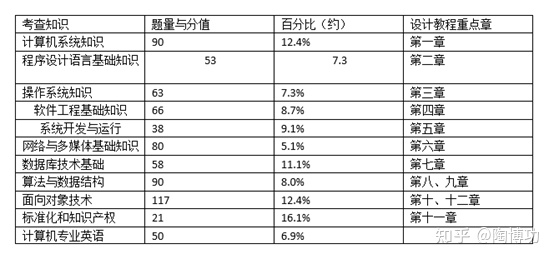 考查知识 题量与分值 百分比（约） 设计教程重点章
计算机系统知识 90 12.4% 第一章
程序设计语言基础知识 53 7.3 第二章
操作系统知识 63 7.3% 第三章
软件工程基础知识 66 8.7% 第四章
系统开发与运行 38 9.1% 第五章
网络与多媒体基础知识 80 5.1% 第六章
数据库技术基础 58 11.1% 第七章
算法与数据结构 90 8.0% 第八、九章
面向对象技术 117 12.4% 第十、十二章
标准化和知识产权 21 16.1% 第十一章
计算机专业英语 50 6.9%
知乎 @陶博功